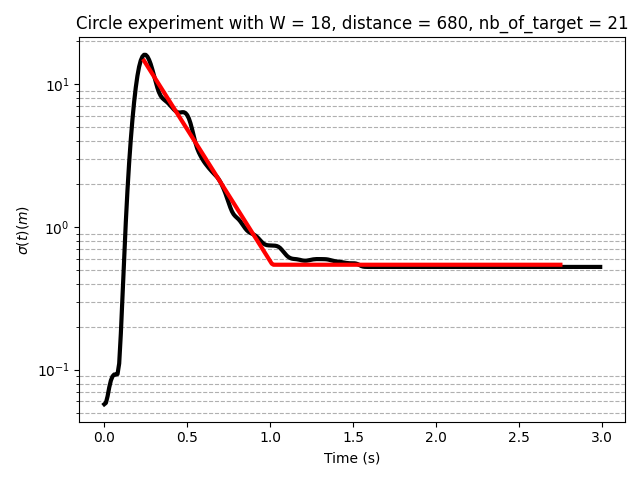 Circle experiment with W = 18, distance = 680, nb_of_target = 21
σ(t)(m)
10¹
10⁰
10⁻¹
0.0 0.5 1.0 1.5 2.0 2.5 3.0
Time (s)